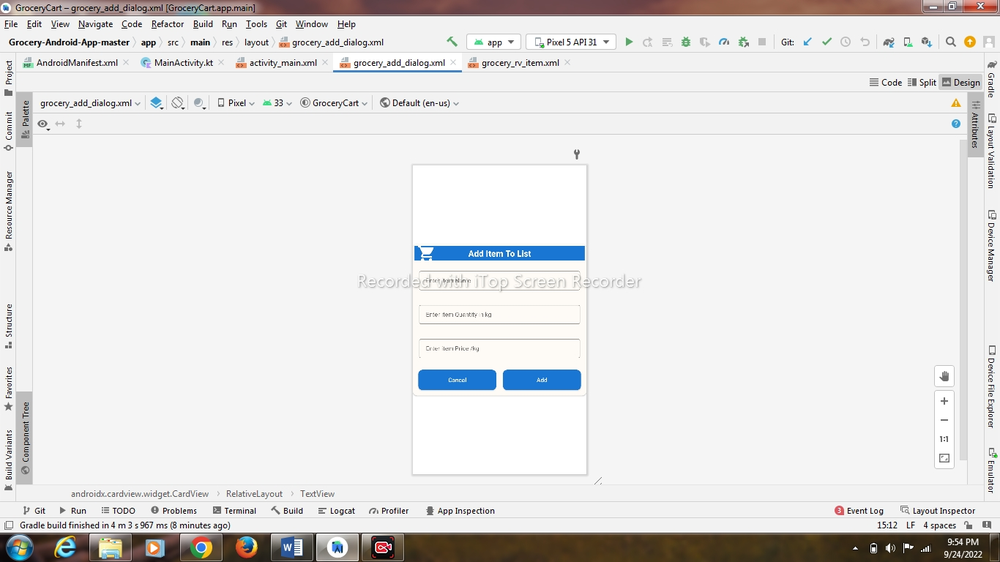 GroceryCart – grocery_add_dialog.xml [GroceryCart.app.main]
File Edit View Navigate Code Refactor Build Run Tools Git Window Help
Grocery-Android-App-master app src main res layout grocery_add_dialog.xml app Pixel 5 API 31 Git:
AndroidManifest.xml MainActivity.kt activity_main.xml grocery_add_dialog.xml grocery_rv_item.xml
Code Split Design
grocery_add_dialog.xml Pixel 33 GroceryCart Default (en-us)
Project
Commit
Resource Manager
Structure
Favorites
Build Variants
Palette
Component Tree
Add Item To List
Enter Item Name
Recorded with iTop Screen Recorder
Enter Item Quantity in kg
Enter Item Price /kg
Cancel Add
1:1
Attributes
Gradle
Layout Validation
Device Manager
Device File Explorer
Emulator
androidx.cardview.widget.CardView RelativeLayout TextView
Git Run TODO Problems Terminal Build Logcat Profiler App Inspection 3 Event Log Layout Inspector
Gradle build finished in 4 m 3 s 967 ms (8 minutes ago) 15:12 LF 4 spaces
9:54 PM
9/24/2022